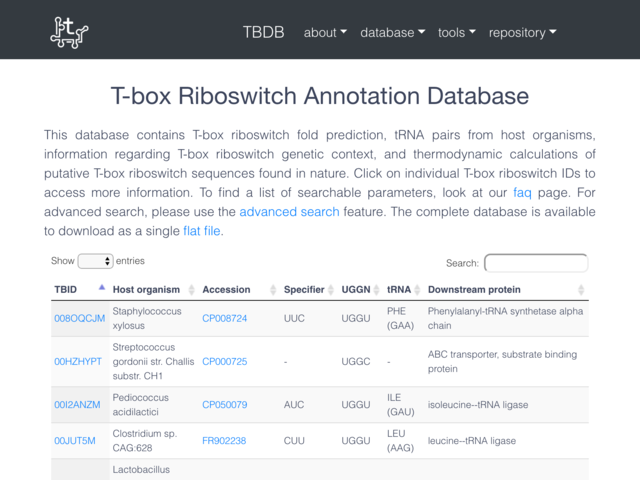 t
TBDB about database tools repository
T-box Riboswitch Annotation Database
This database contains T-box riboswitch fold prediction, tRNA pairs from host organisms,
information regarding T-box riboswitch genetic context, and thermodynamic calculations of
putative T-box riboswitch sequences found in nature. Click on individual T-box riboswitch IDs to
access more information. To find a list of searchable parameters, look at our faq page. For
advanced search, please use the advanced search feature. The complete database is available
to download as a single flat file.
Show entries Search:
TBID Host organism Accession Specifier UGGN tRNA Downstream protein
008OQCJM Staphylococcus xylosus CP008724 UUC UGGU PHE (GAA) Phenylalanyl-tRNA synthetase alpha chain
00HZHYPT Streptococcus gordonii str. Challis substr. CH1 CP000725 - UGGC - ABC transporter, substrate binding protein
00I2ANZM Pediococcus acidilactici CP050079 AUC UGGU ILE (GAU) isoleucine--tRNA ligase
00JUT5M Clostridium sp. CAG:628 FR902238 CUU UGGU LEU (AAG) leucine--tRNA ligase
Lactobacillus